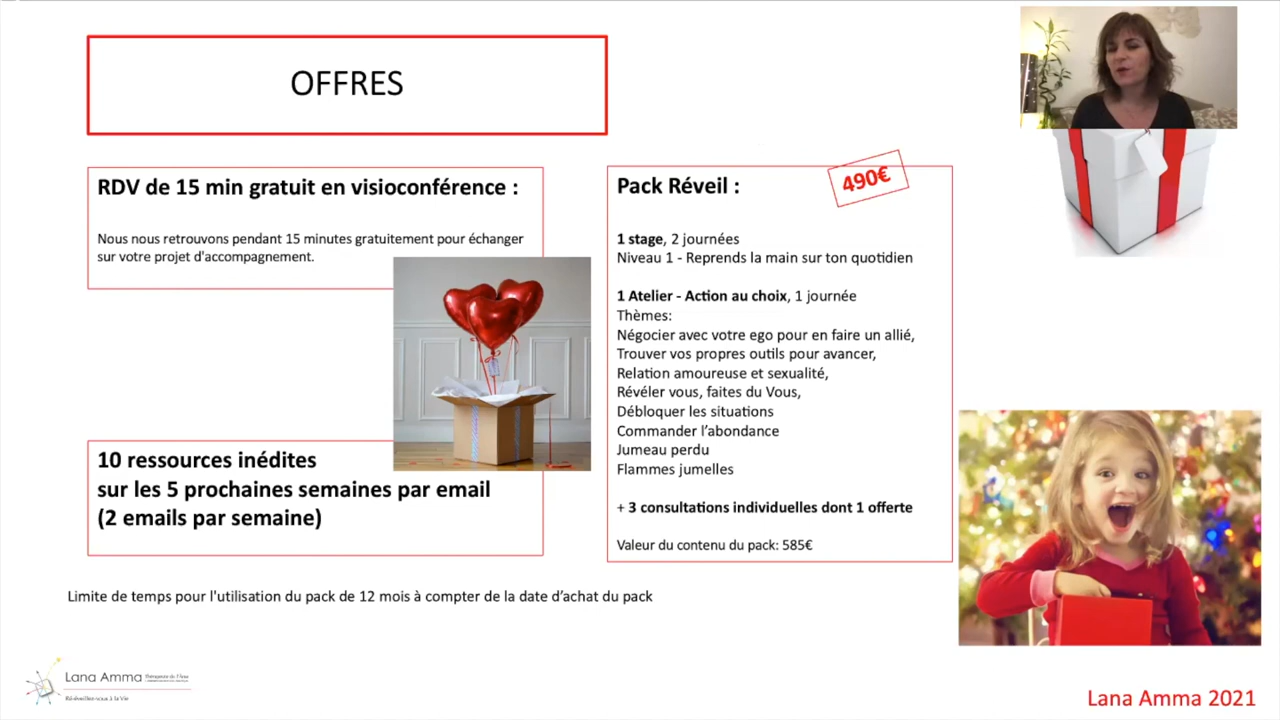 OFFRES
RDV de 15 min gratuit en visioconférence :
Nous nous retrouvons pendant 15 minutes gratuitement pour échanger
sur votre projet d'accompagnement.
10 ressources inédites
sur les 5 prochaines semaines par email
(2 emails par semaine)
Pack Réveil :
490€
1 stage, 2 journées
Niveau 1 - Reprends la main sur ton quotidien
1 Atelier - Action au choix, 1 journée
Thèmes:
Négocier avec votre ego pour en faire un allié,
Trouver vos propres outils pour avancer,
Relation amoureuse et sexualité,
Révéler vous, faites du Vous,
Débloquer les situations
Commander l’abondance
Jumeau perdu
Flammes jumelles
+ 3 consultations individuelles dont 1 offerte
Valeur du contenu du pack: 585€
Limite de temps pour l'utilisation du pack de 12 mois à compter de la date d’achat du pack
Lana Amma Thérapeute de l'Âme
Ré-éveillez-vous à la Vie
Lana Amma 2021